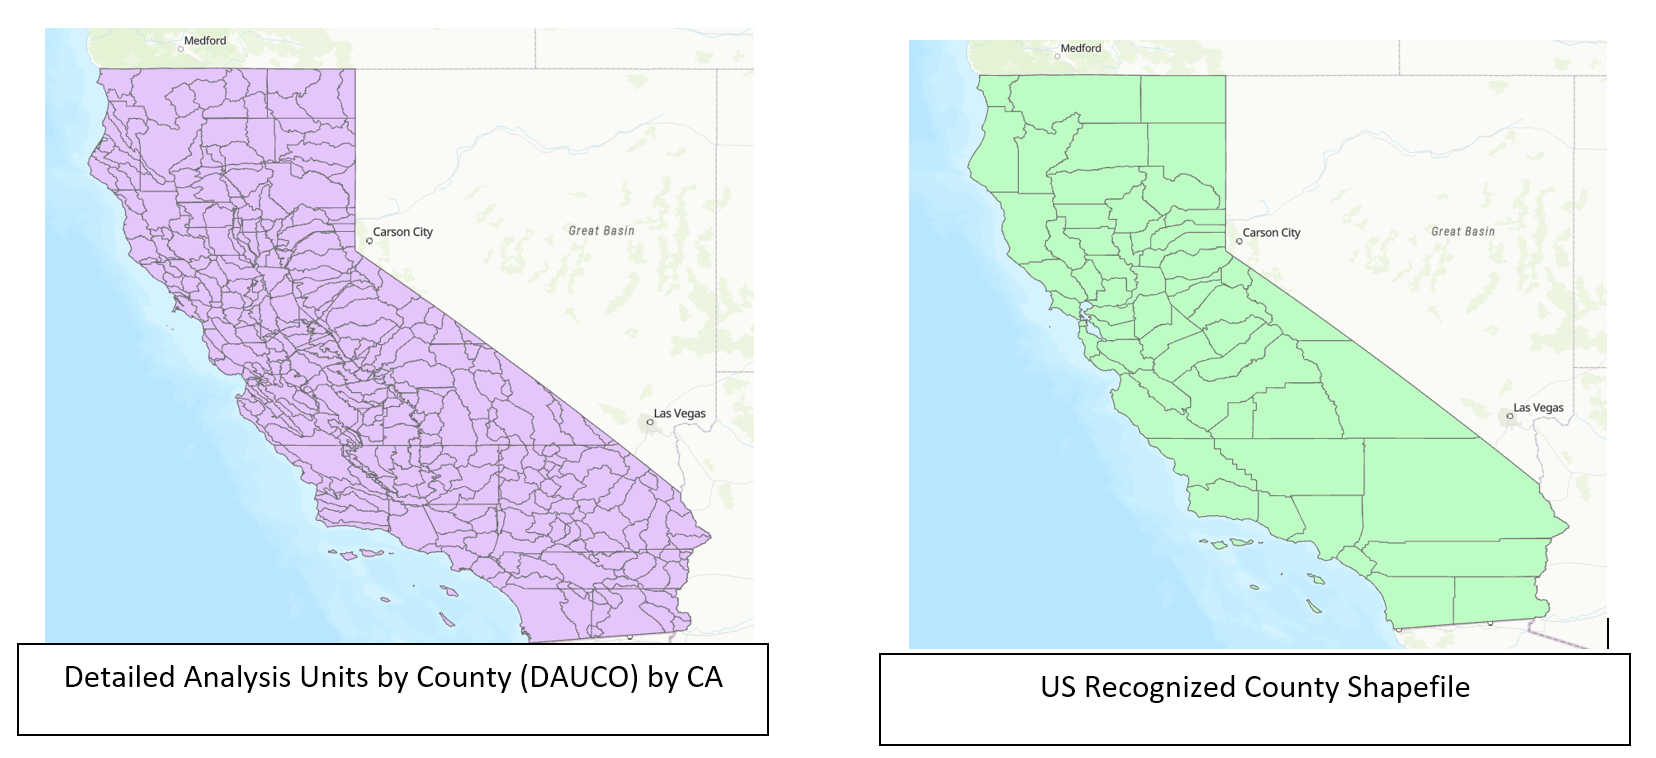 Medford
Carson City
Great Basin
Las Vegas
Detailed Analysis Units by County (DAUCO) by CA
Medford
Carson City
Great Basin
Las Vegas
US Recognized County Shapefile